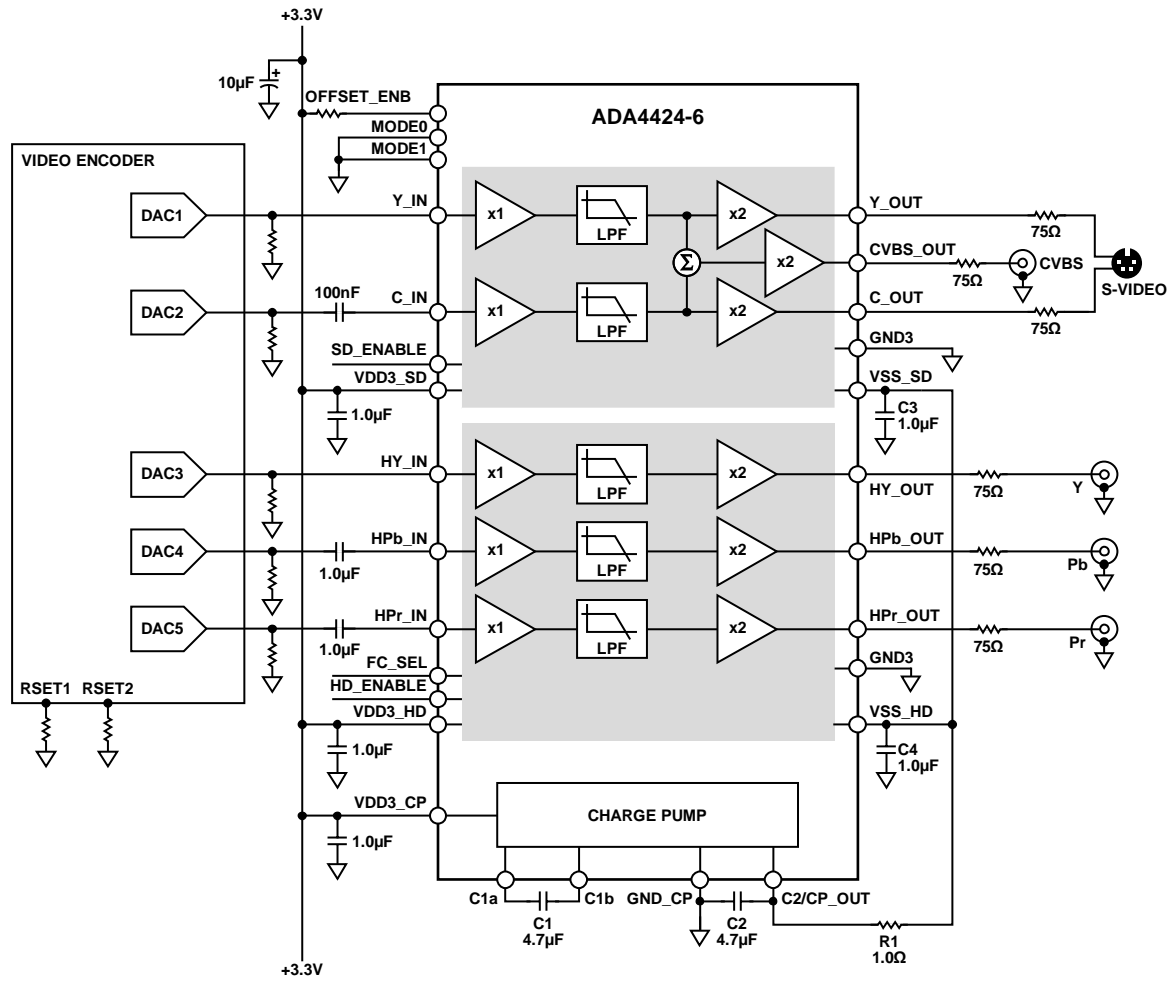 +3.3V
10µF
+
OFFSET_ENB
MODE0
MODE1
ADA4424-6
VIDEO ENCODER
DAC1
Y_IN
x1
LPF
x2
Y_OUT
75Ω
Σ
x2
CVBS_OUT
75Ω
CVBS
S-VIDEO
DAC2
100nF
C_IN
x1
LPF
x2
C_OUT
75Ω
SD_ENABLE
GND3
VDD3_SD
1.0µF
VSS_SD
C3
1.0µF
DAC3
HY_IN
x1
LPF
x2
HY_OUT
75Ω
Y
DAC4
1.0µF
HPb_IN
x1
LPF
x2
HPb_OUT
75Ω
Pb
DAC5
1.0µF
HPr_IN
x1
LPF
x2
HPr_OUT
75Ω
Pr
FC_SEL
GND3
HD_ENABLE
RSET1 RSET2
VDD3_HD
1.0µF
VSS_HD
C4
1.0µF
VDD3_CP
1.0µF
CHARGE PUMP
C1a
C1b
C1
4.7µF
GND_CP
C2
4.7µF
C2/CP_OUT
R1
1.0Ω
+3.3V